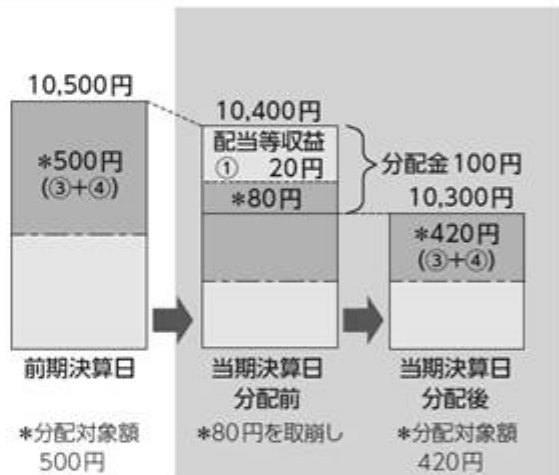 10,500円
*500円
(③+④)
前期決算日
*分配対象額
500円
10,400円
配当等収益
① 20円
*80円
分配金100円
当期決算日
分配前
*80円を取崩し
10,300円
*420円
(③+④)
当期決算日
分配後
*分配対象額
420円